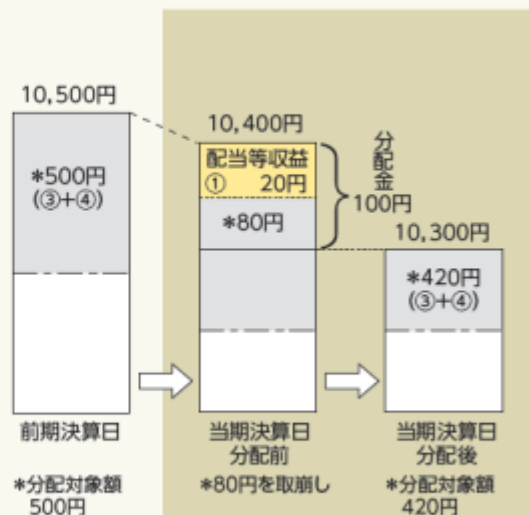 10,500円
*500円
(③+④)
前期決算日
*分配対象額
500円
10,400円
配当等収益
① 20円
*80円
分配金
100円
当期決算日
分配前
*80円を取崩し
10,300円
*420円
(③+④)
当期決算日
分配後
*分配対象額
420円